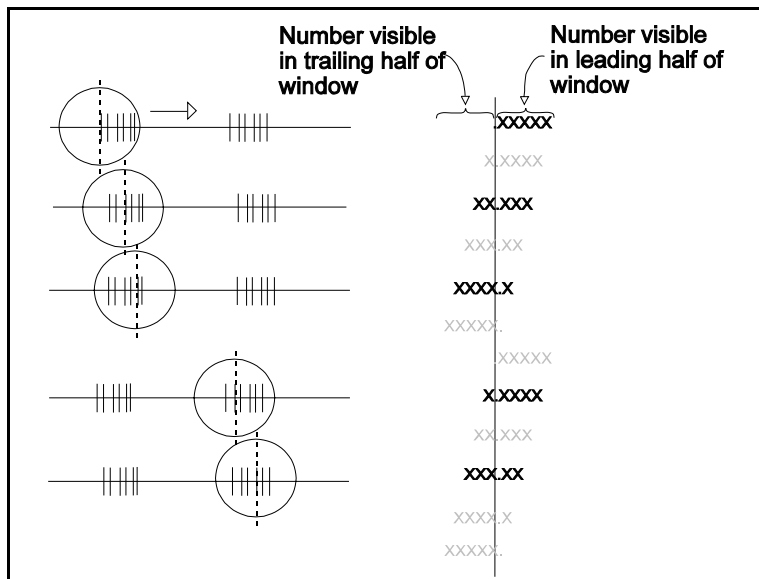 Number visible
in trailing half of
window
Number visible
in leading half of
window
.XXXXX
X.XXXX
XX.XXX
XXX.XX
XXXX.X
XXXXX.
.XXXXX
X.XXXX
XX.XXX
XXX.XX
XXXX.X
XXXXX.